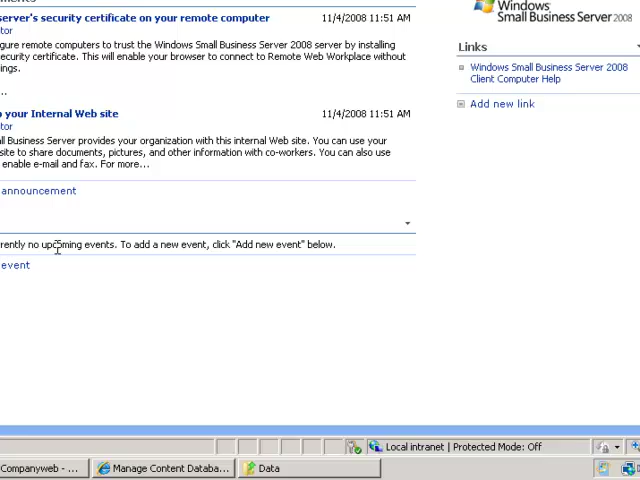 server's security certificate on your remote computer 11/4/2008 11:51 AM
tor
gure remote computers to trust the Windows Small Business Server 2008 server by installing
ecurity certificate. This will enable your browser to connect to Remote Web Workplace without
ngs.
...
your Internal Web site 11/4/2008 11:51 AM
tor
ll Business Server provides your organization with this internal Web site. You can use your
site to share documents, pictures, and other information with co-workers. You can also use
enable e-mail and fax. For more...
announcement
rently no upcoming events. To add a new event, click "Add new event" below.
event
Windows
Small Business Server 2008
Links
Windows Small Business Server 2008
Client Computer Help
Add new link
Local intranet | Protected Mode: Off
Companyweb - ...
Manage Content Databa...
Data